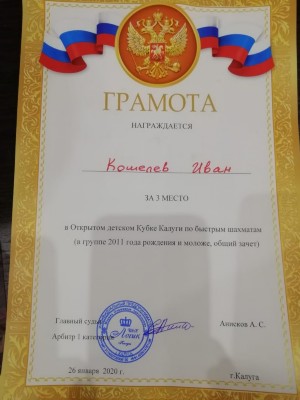 ГРАМОТА
НАГРАЖДАЕТСЯ
Кошелев Иван
ЗА 3 МЕСТО
в Открытом детском Кубке Калуги по быстрым шахматам
(в группе 2011 года рождения и моложе, общий зачет)
Главный судья
Арбитр 1 категории
26 января 2020 г.
г.Калуга